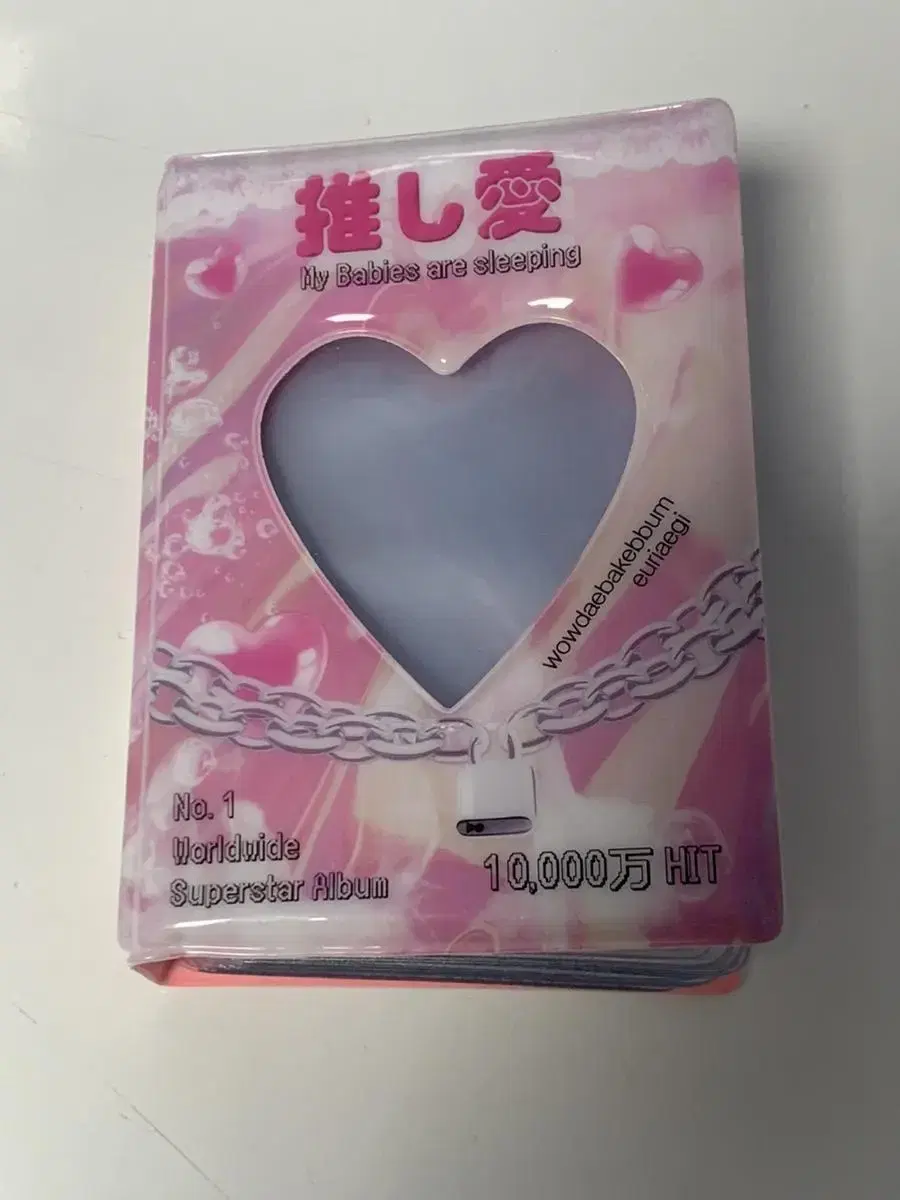 推し愛
My Babies are sleeping
wowdaebakebbum
euriaegi
No. 1
Worldwide
Superstar Album
10,000万 HIT